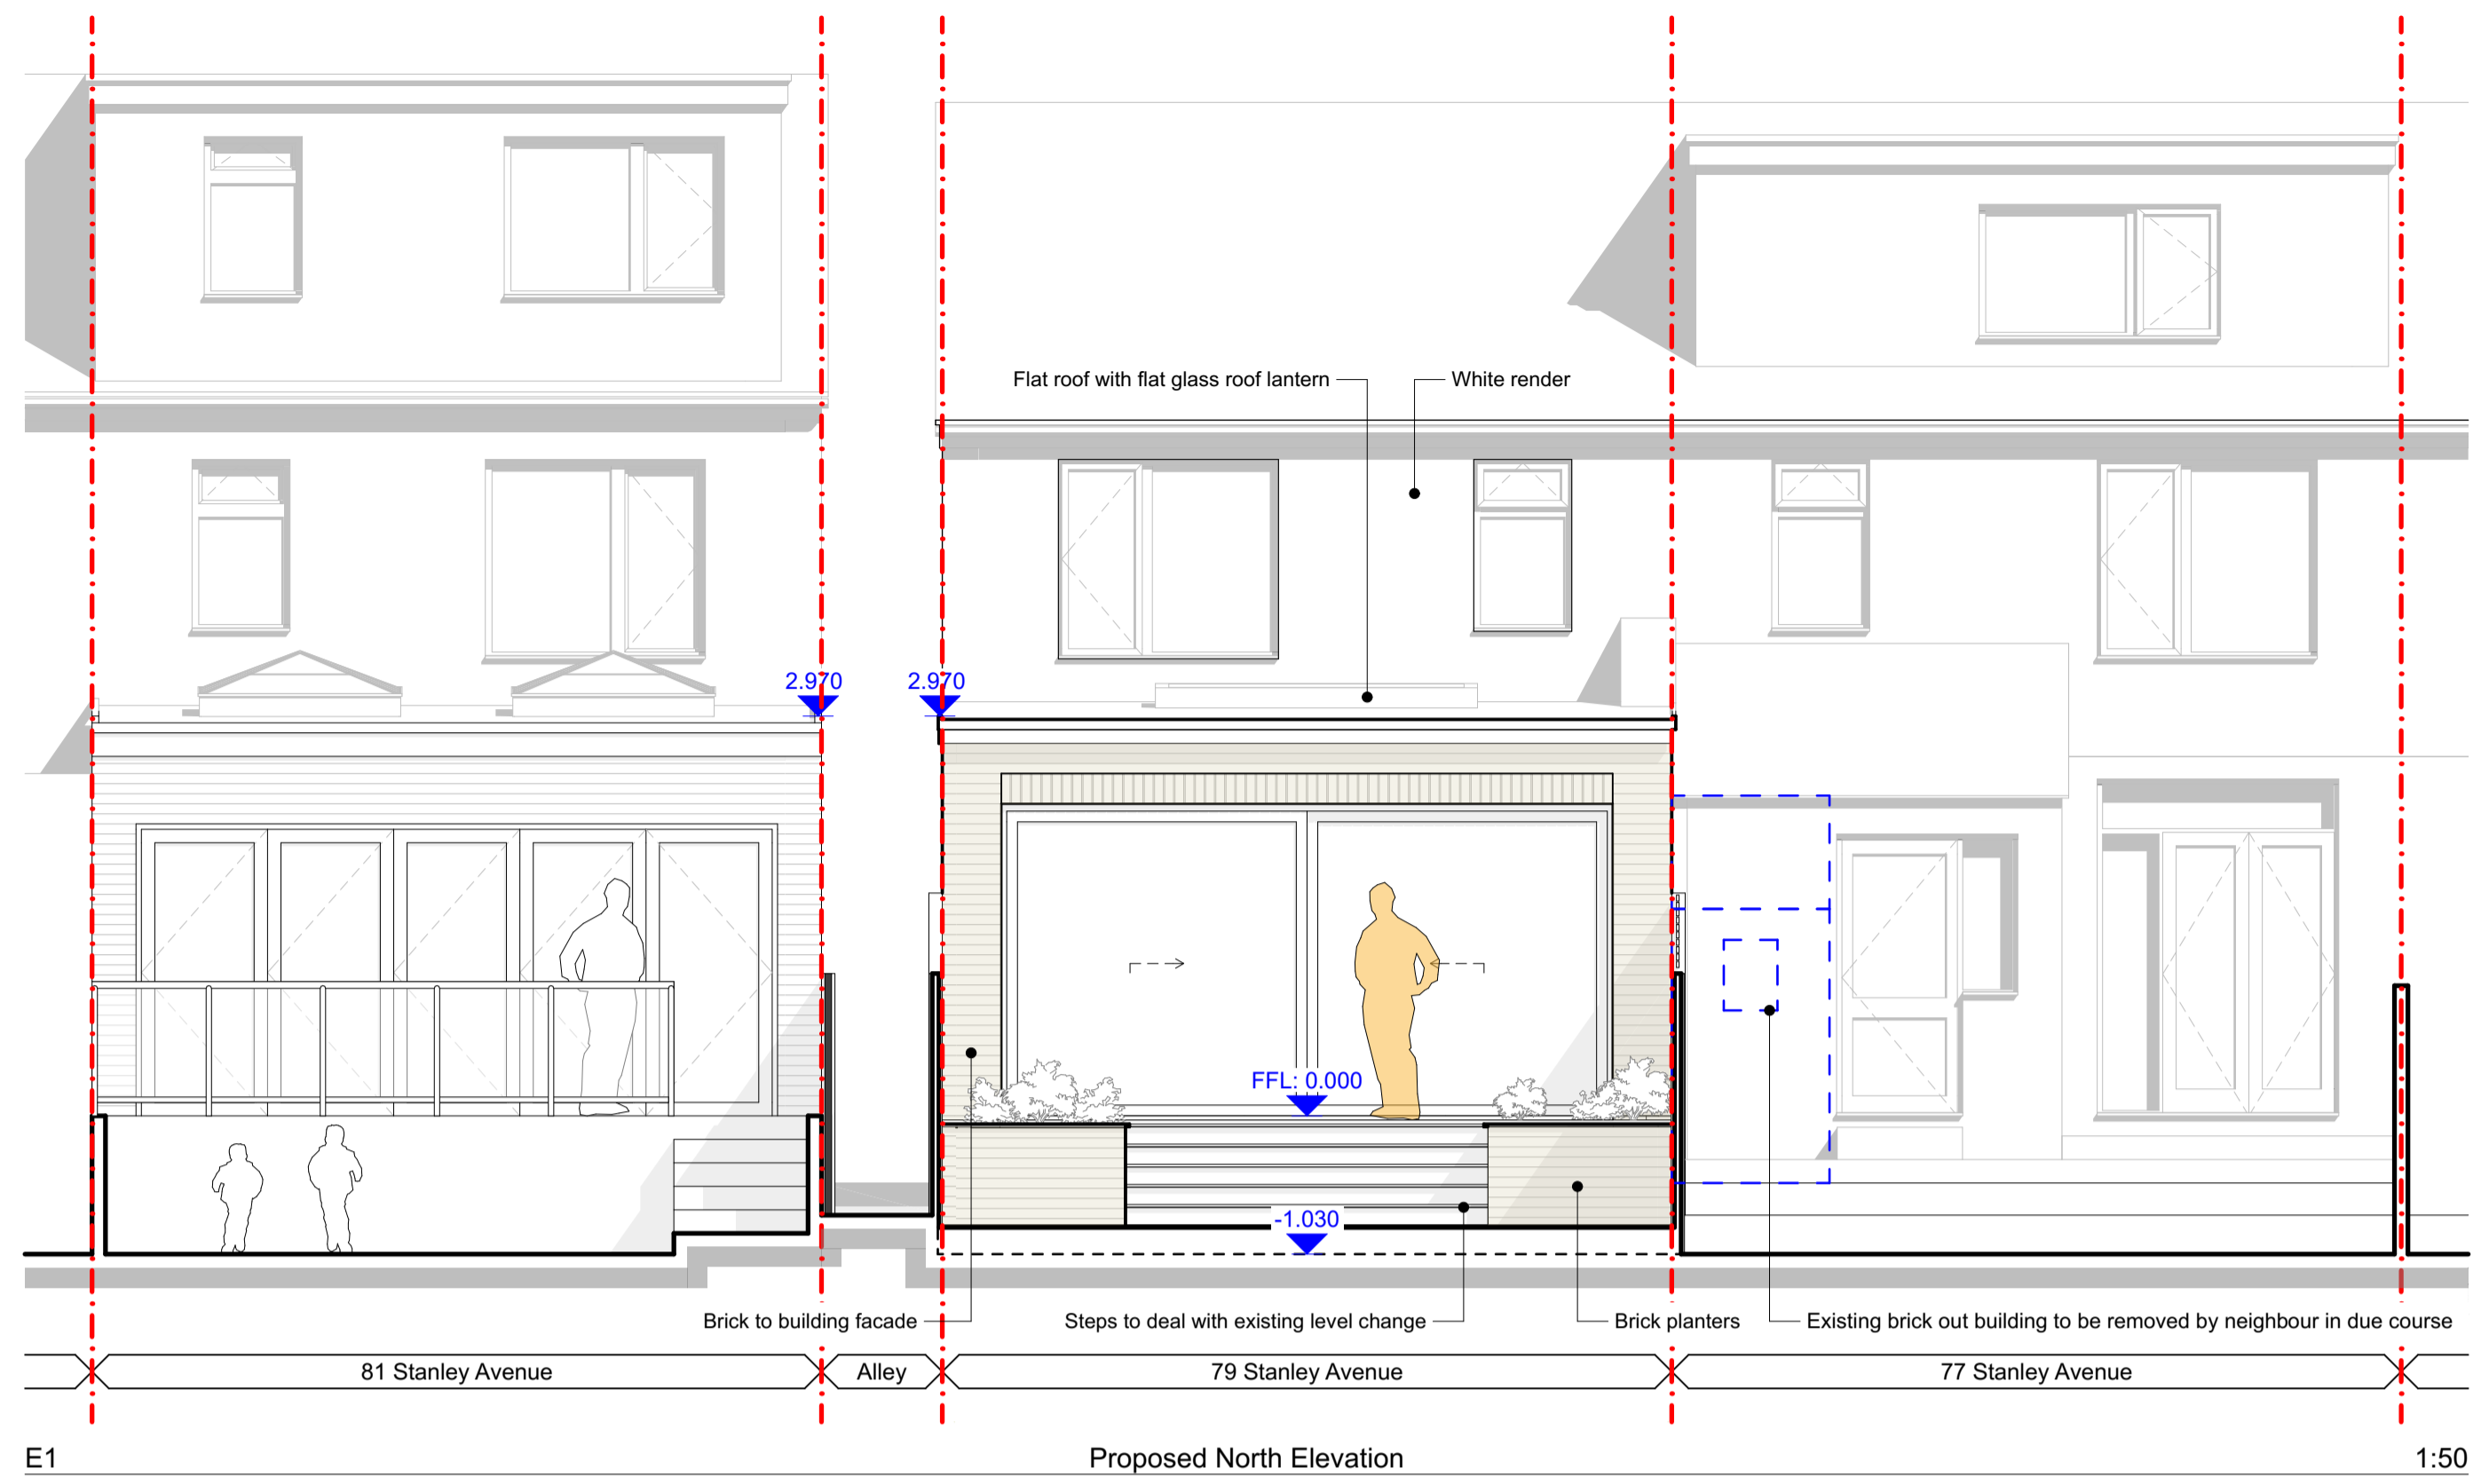 Flat roof with flat glass roof lantern
White render
2.970
2.970
FFL: 0.000
-1.030
Brick to building facade
Steps to deal with existing level change
Brick planters
Existing brick out building to be removed by neighbour in due course
81 Stanley Avenue
Alley
79 Stanley Avenue
77 Stanley Avenue
E1
Proposed North Elevation
1:50